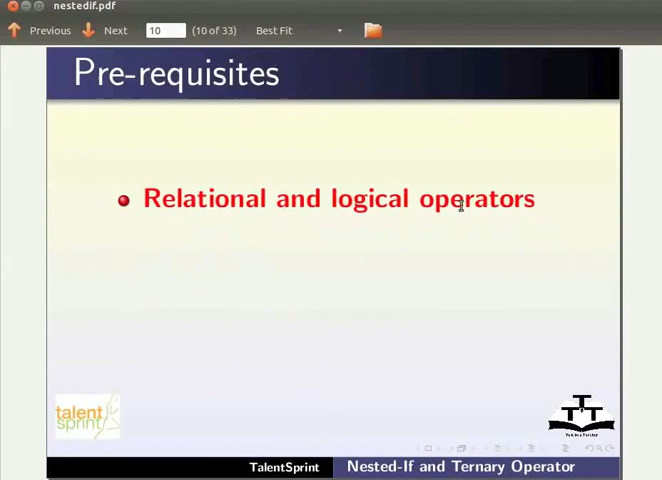 nestedif.pdf
Previous Next 10 (10 of 33) Best Fit
Pre-requisites
Relational and logical operators
talent
sprint
TTT
TalentSprint Nested-If and Ternary Operator